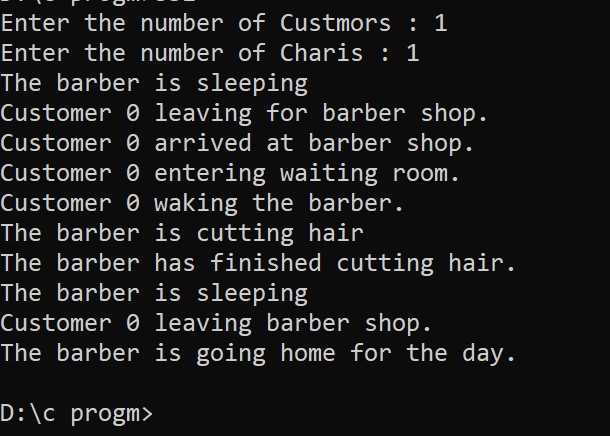 Enter the number of Custmors : 1
Enter the number of Charis : 1
The barber is sleeping
Customer 0 leaving for barber shop.
Customer 0 arrived at barber shop.
Customer 0 entering waiting room.
Customer 0 waking the barber.
The barber is cutting hair
The barber has finished cutting hair.
The barber is sleeping
Customer 0 leaving barber shop.
The barber is going home for the day.
D:\c progm>